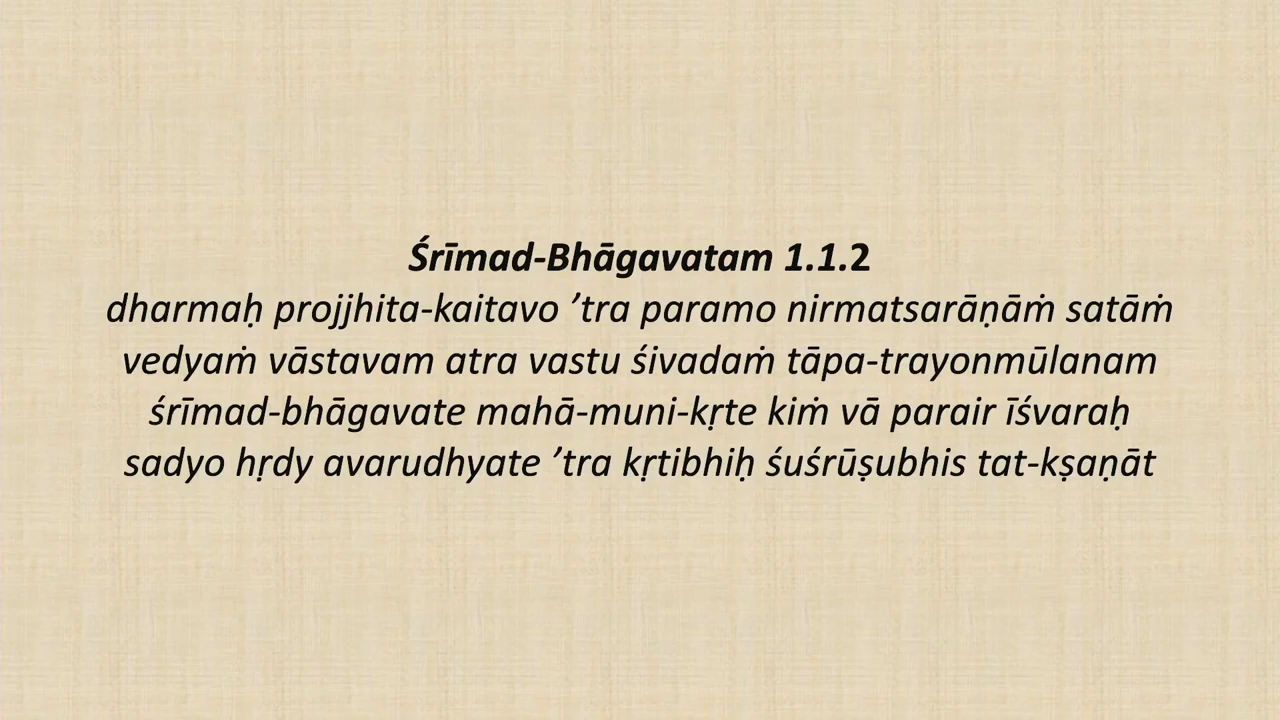 Śrīmad-Bhāgavatam 1.1.2
dharmaḥ projjhita-kaitavo ’tra paramo nirmatsarāṇāṁ satāṁ
vedyaṁ vāstavam atra vastu śivadaṁ tāpa-trayonmūlanam
śrīmad-bhāgavate mahā-muni-kṛte kiṁ vā parair īśvaraḥ
sadyo hṛdy avarudhyate ’tra kṛtibhiḥ śuśrūṣubhis tat-kṣaṇāt